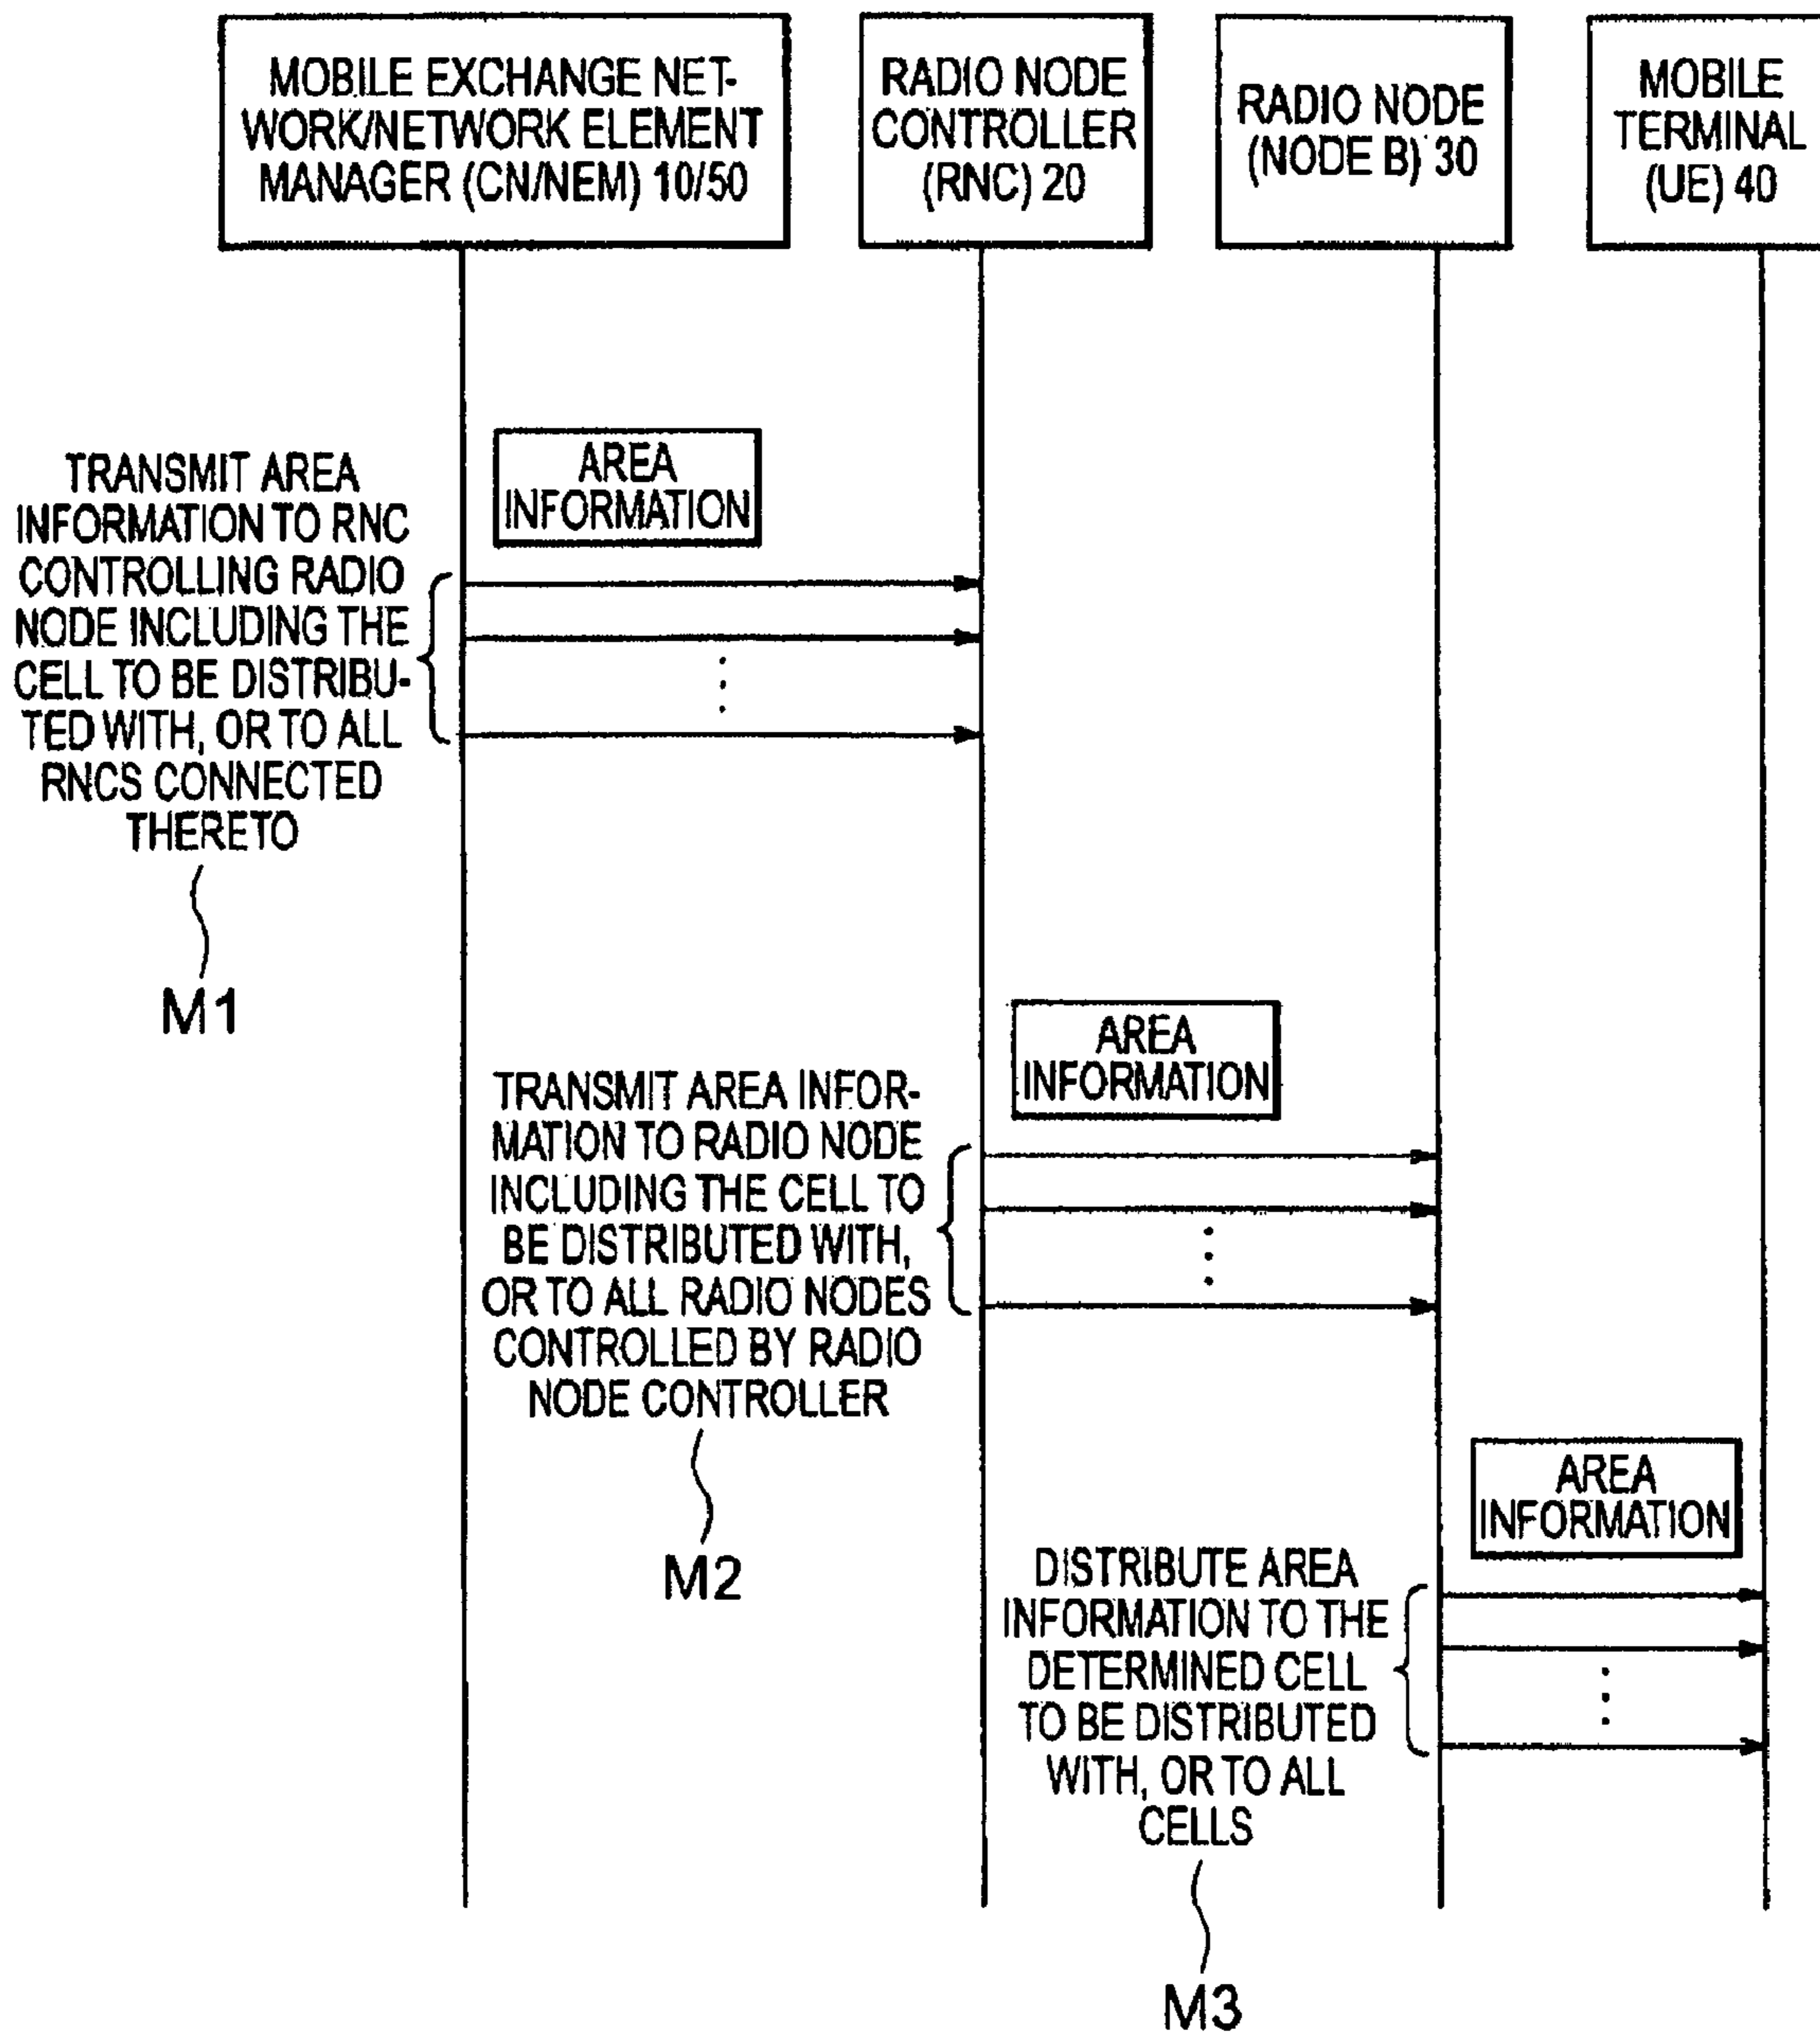 MOBILE EXCHANGE NET-
WORK/NETWORK ELEMENT
MANAGER (CN/NEM) 10/50
RADIO NODE
CONTROLLER
(RNC) 20
RADIO NODE
(NODE B) 30
MOBILE
TERMINAL
(UE) 40
AREA
INFORMATION
TRANSMIT AREA
INFORMATION TO RNC
CONTROLLING RADIO
NODE INCLUDING THE
CELL TO BE DISTRIBU-
TED WITH, OR TO ALL
RNCS CONNECTED
THERETO
M1
AREA
INFORMATION
TRANSMIT AREA INFOR-
MATION TO RADIO NODE
INCLUDING THE CELL TO
BE DISTRIBUTED WITH,
OR TO ALL RADIO NODES
CONTROLLED BY RADIO
NODE CONTROLLER
M2
AREA
INFORMATION
DISTRIBUTE AREA
INFORMATION TO THE
DETERMINED CELL
TO BE DISTRIBUTED
WITH, OR TO ALL
CELLS
M3